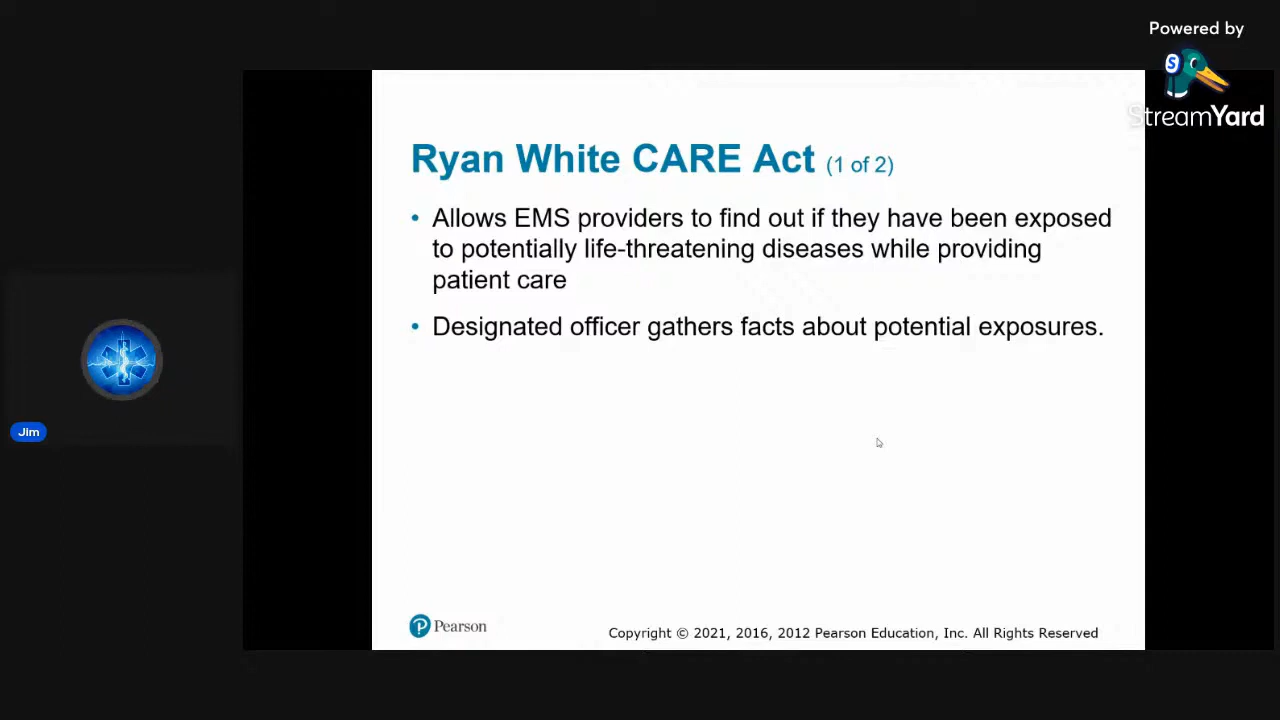 Powered by
StreamYard
Ryan White CARE Act (1 of 2)
• Allows EMS providers to find out if they have been exposed
to potentially life-threatening diseases while providing
patient care
• Designated officer gathers facts about potential exposures.
Jim
Pearson
Copyright © 2021, 2016, 2012 Pearson Education, Inc. All Rights Reserved